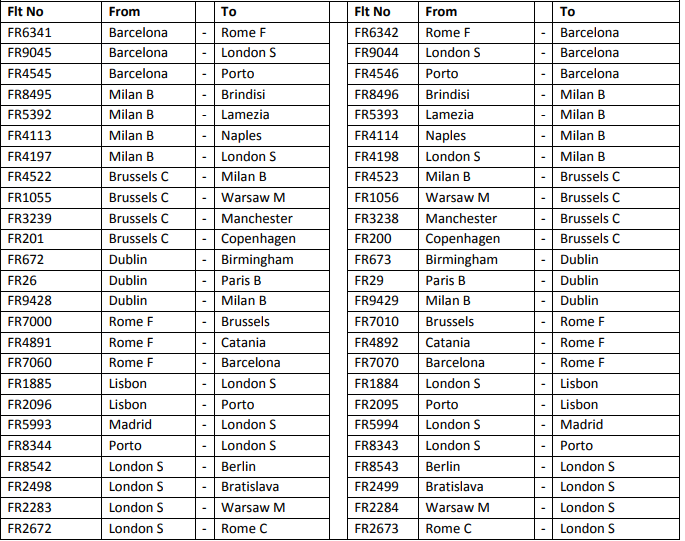 Flt No From To Flt No From To
FR6341 Barcelona - Rome F FR6342 Rome F - Barcelona
FR9045 Barcelona - London S FR9044 London S - Barcelona
FR4545 Barcelona - Porto FR4546 Porto - Barcelona
FR8495 Milan B - Brindisi FR8496 Brindisi - Milan B
FR5392 Milan B - Lamezia FR5393 Lamezia - Milan B
FR4113 Milan B - Naples FR4114 Naples - Milan B
FR4197 Milan B - London S FR4198 London S - Milan B
FR4522 Brussels C - Milan B FR4523 Milan B - Brussels C
FR1055 Brussels C - Warsaw M FR1056 Warsaw M - Brussels C
FR3239 Brussels C - Manchester FR3238 Manchester - Brussels C
FR201 Brussels C - Copenhagen FR200 Copenhagen - Brussels C
FR672 Dublin - Birmingham FR673 Birmingham - Dublin
FR26 Dublin - Paris B FR29 Paris B - Dublin
FR9428 Dublin - Milan B FR9429 Milan B - Dublin
FR7000 Rome F - Brussels FR7010 Brussels - Rome F
FR4891 Rome F - Catania FR4892 Catania - Rome F
FR7060 Rome F - Barcelona FR7070 Barcelona - Rome F
FR1885 Lisbon - London S FR1884 London S - Lisbon
FR2096 Lisbon - Porto FR2095 Porto - Lisbon
FR5993 Madrid - London S FR5994 London S - Madrid
FR8344 Porto - London S FR8343 London S - Porto
FR8542 London S - Berlin FR8543 Berlin - London S
FR2498 London S - Bratislava FR2499 Bratislava - London S
FR2283 London S - Warsaw M FR2284 Warsaw M - London S
FR2672 London S - Rome C FR2673 Rome C - London S